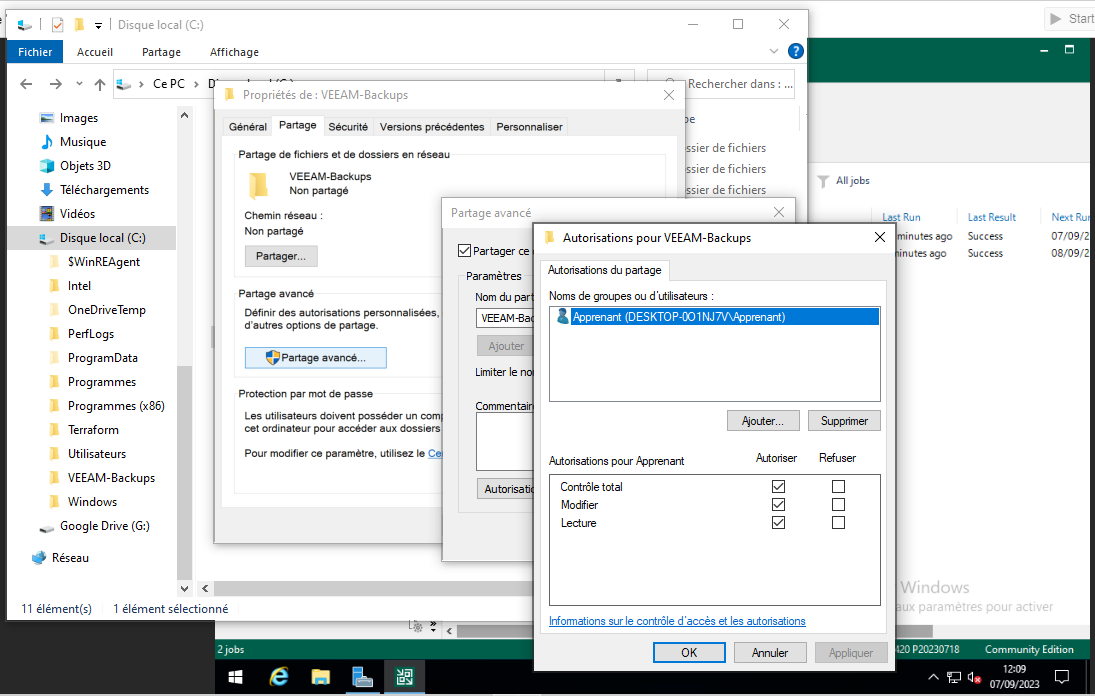 Disque local (C:)
Start
Fichier
Accueil
Partage
Affichage
Ce PC
Rechercher dans : ...
Images
Musique
Objets 3D
Téléchargements
Vidéos
Disque local (C:)
$WinREAgent
Intel
OneDriveTemp
PerfLogs
ProgramData
Programmes
Programmes (x86)
Terraform
Utilisateurs
VEEAM-Backups
Windows
Google Drive (G:)
Réseau
11 élément(s)
1 élément sélectionné
Propriétés de : VEEAM-Backups
Général
Partage
Sécurité
Versions précédentes
Personnaliser
Partage de fichiers et de dossiers en réseau
VEEAM-Backups
Non partagé
Chemin réseau :
Non partagé
Partager...
Partage avancé
Définir des autorisations personnalisées,
d'autres options de partage.
Partage avancé...
Protection par mot de passe
Les utilisateurs doivent posséder un
cet ordinateur pour accéder aux dossiers
Pour modifier ce paramètre, utilisez le
ssier de fichiers
ssier de fichiers
ssier de fichiers
Partage avancé
Partager ce
Paramètres
Nom du part
VEEAM-Bac
Ajouter
Limiter le
Commentair
Autorisatio
Autorisations pour VEEAM-Backups
Autorisations du partage
Noms de groupes ou d'utilisateurs :
Apprenant (DESKTOP-0O1NJ7V\Apprenant)
Ajouter...
Supprimer
Autorisations pour Apprenant
Autoriser
Refuser
Contrôle total
Modifier
Lecture
Informations sur le contrôle d'accès et les autorisations
OK
Annuler
Appliquer
All jobs
Last Run
Last Result
Next Run
minutes ago
Success
07/09/2
minutes ago
Success
08/09/2
Windows
aux paramètres pour activer
2 jobs
420 P20230718
Community Edition
12:09
07/09/2023